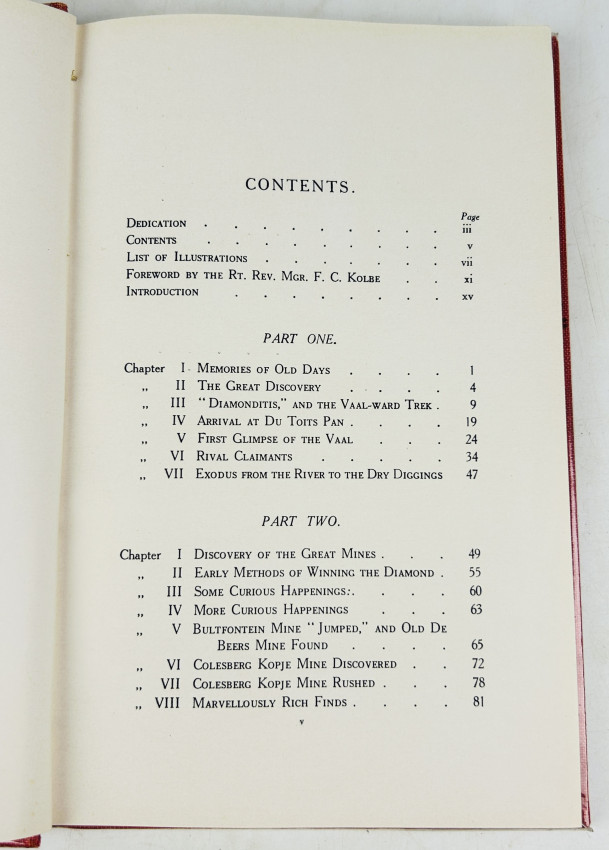 CONTENTS.
Page
Dedication . . . . . . . . . iii
Contents . . . . . . . . . v
List of Illustrations . . . . . . . vii
Foreword by the Rt. Rev. Mgr. F. C. Kolbe . . xi
Introduction . . . . . . . . xv
PART ONE.
Chapter I Memories of Old Days . . . . 1
„ II The Great Discovery . . . . 4
„ III "Diamonditis," and the Vaal-ward Trek . 9
„ IV Arrival at Du Toits Pan . . . . 19
„ V First Glimpse of the Vaal . . . 24
„ VI Rival Claimants . . . . . 34
„ VII Exodus from the River to the Dry Diggings 47
PART TWO.
Chapter I Discovery of the Great Mines . . . 49
„ II Early Methods of Winning the Diamond . 55
„ III Some Curious Happenings . . . . 60
„ IV More Curious Happenings . . . 63
„ V Bultfontein Mine "Jumped," and Old De
Beers Mine Found . . . . 65
„ VI Colesberg Kopje Mine Discovered . . 72
„ VII Colesberg Kopje Mine Rushed . . . 78
„ VIII Marvellously Rich Finds . . . . 81
v